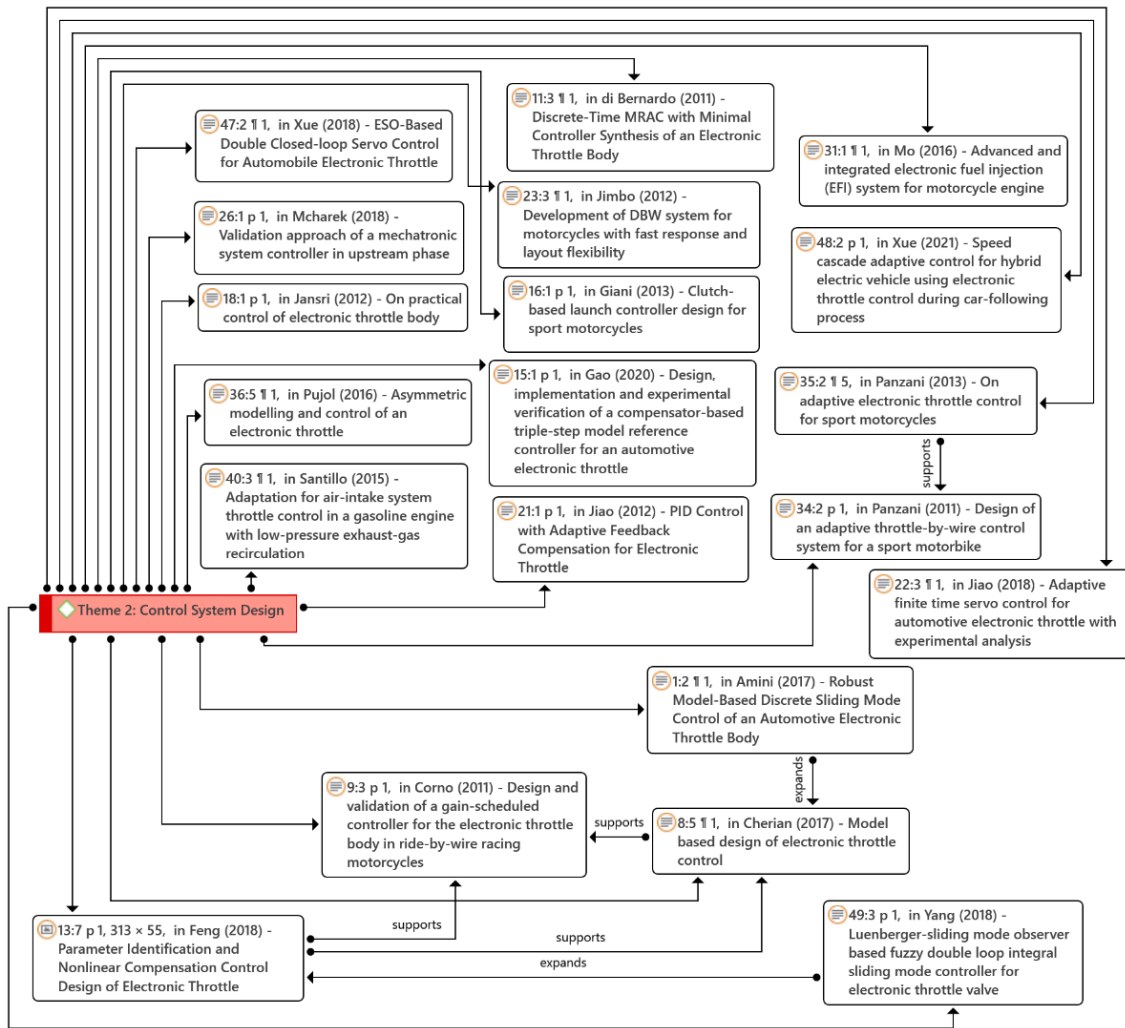 11:3 ¶ 1, in di Bernardo (2011) -
Discrete-Time MRAC with Minimal
Controller Synthesis of an Electronic
Throttle Body
47:2 ¶ 1, in Xue (2018) - ESO-Based
Double Closed-loop Servo Control
for Automobile Electronic Throttle
31:1 ¶ 1, in Mo (2016) - Advanced and
integrated electronic fuel injection
(EFI) system for motorcycle engine
23:3 ¶ 1, in Jimbo (2012) -
Development of DBW system for
motorcycles with fast response and
layout flexibility
26:1 p 1, in Mcharek (2018) -
Validation approach of a mechatronic
system controller in upstream phase
48:2 p 1, in Xue (2021) - Speed
cascade adaptive control for hybrid
electric vehicle using electronic
throttle control during car-following
process
18:1 p 1, in Jansri (2012) - On practical
control of electronic throttle body
16:1 p 1, in Giani (2013) - Clutch-
based launch controller design for
sport motorcycles
15:1 p 1, in Gao (2020) - Design,
implementation and experimental
verification of a compensator-based
triple-step model reference
controller for an automotive
electronic throttle
35:2 ¶ 5, in Panzani (2013) - On
adaptive electronic throttle control
for sport motorcycles
36:5 ¶ 1, in Pujol (2016) - Asymmetric
modelling and control of an
electronic throttle
supports
40:3 ¶ 1, in Santillo (2015) -
Adaptation for air-intake system
throttle control in a gasoline engine
with low-pressure exhaust-gas
recirculation
21:1 p 1, in Jiao (2012) - PID Control
with Adaptive Feedback
Compensation for Electronic
Throttle
34:2 p 1, in Panzani (2011) - Design of
an adaptive throttle-by-wire control
system for a sport motorbike
22:3 ¶ 1, in Jiao (2018) - Adaptive
finite time servo control for
automotive electronic throttle with
experimental analysis
Theme 2: Control System Design
1:2 ¶ 1, in Amini (2017) - Robust
Model-Based Discrete Sliding Mode
Control of an Automotive Electronic
Throttle Body
expands
9:3 p 1, in Corno (2011) - Design and
validation of a gain-scheduled
controller for the electronic throttle
body in ride-by-wire racing
motorcycles
supports
8:5 ¶ 1, in Cherian (2017) - Model
based design of electronic throttle
control
13:7 p 1, 313 × 55, in Feng (2018) -
Parameter Identification and
Nonlinear Compensation Control
Design of Electronic Throttle
supports
supports
expands
49:3 p 1, in Yang (2018) -
Luenberger-sliding mode observer
based fuzzy double loop integral
sliding mode controller for
electronic throttle valve